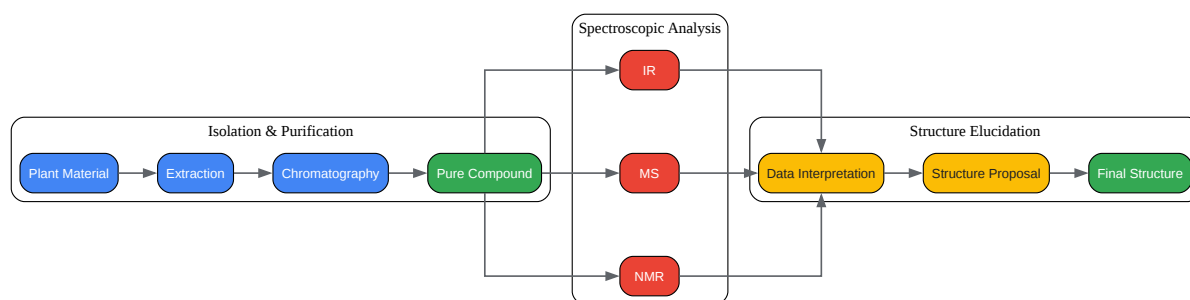 Spectroscopic Analysis
IR
Isolation & Purification
Structure Elucidation
Plant Material
Extraction
Chromatography
Pure Compound
MS
Data Interpretation
Structure Proposal
Final Structure
NMR